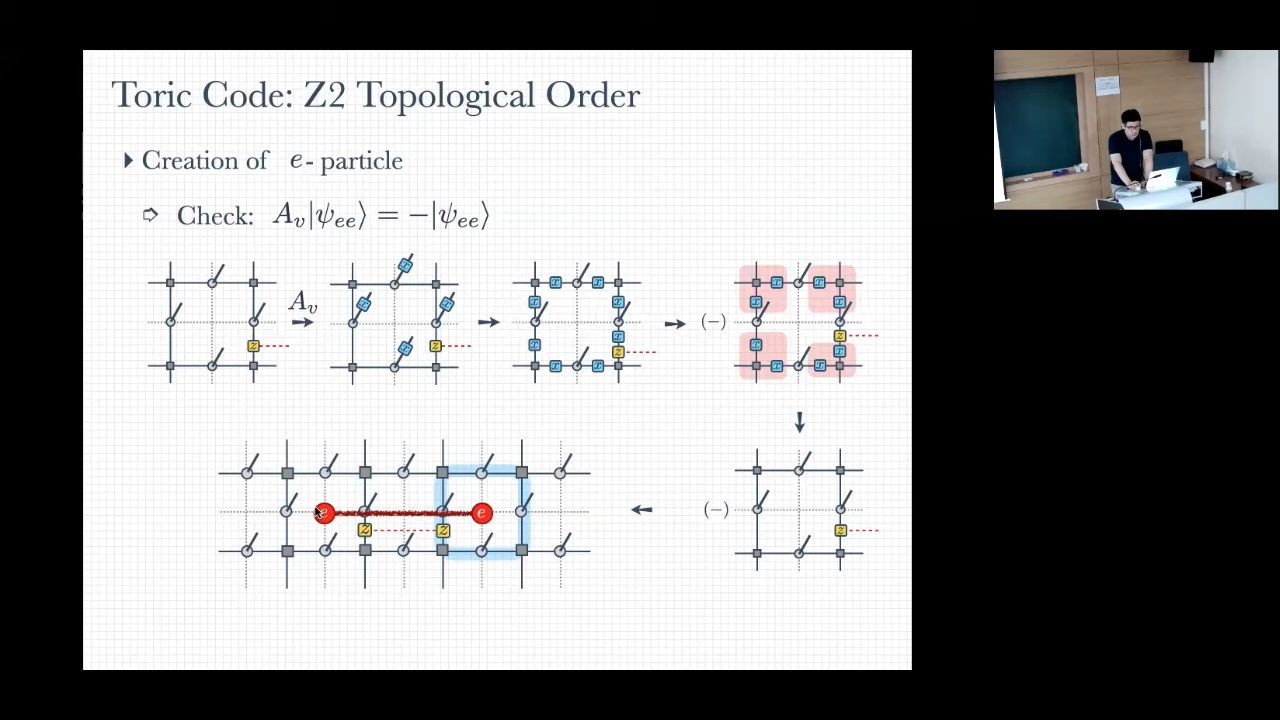 Toric Code: Z2 Topological Order
Creation of e- particle
Check: A_v|ψ_ee⟩ = −|ψ_ee⟩
A_v
x x x x
z
x x x x x x x x
z
(−)
x x x x x x x x
z
e e
z z
(−)
z